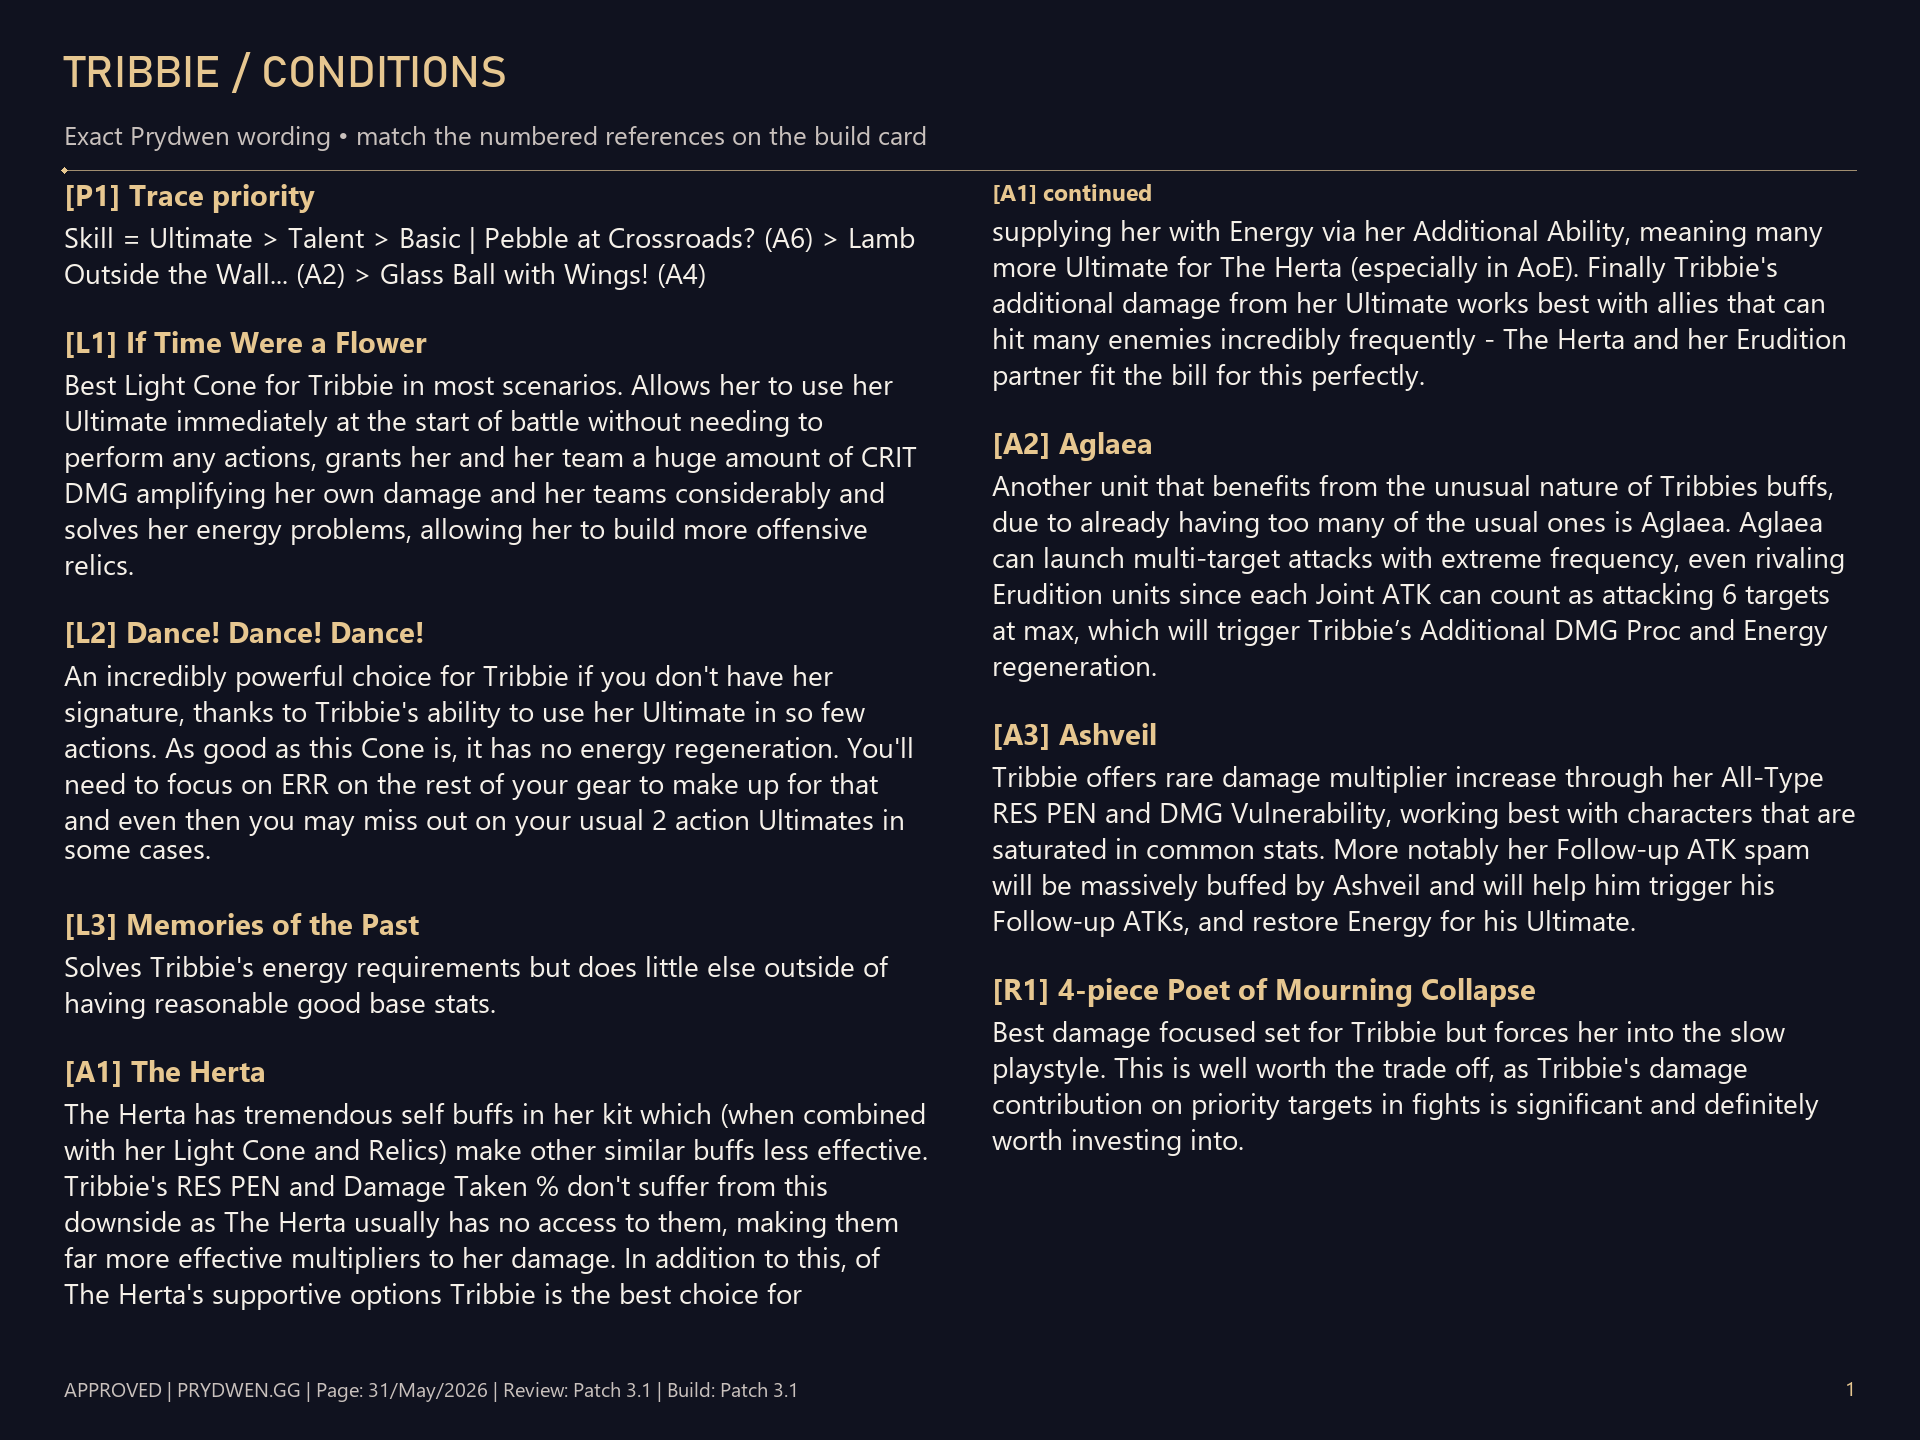 TRIBBIE / CONDITIONS
Exact Prydwen wording • match the numbered references on the build card
[P1] Trace priority
Skill = Ultimate > Talent > Basic | Pebble at Crossroads? (A6) > Lamb
Outside the Wall... (A2) > Glass Ball with Wings! (A4)
[L1] If Time Were a Flower
Best Light Cone for Tribbie in most scenarios. Allows her to use her
Ultimate immediately at the start of battle without needing to
perform any actions, grants her and her team a huge amount of CRIT
DMG amplifying her own damage and her teams considerably and
solves her energy problems, allowing her to build more offensive
relics.
[L2] Dance! Dance! Dance!
An incredibly powerful choice for Tribbie if you don't have her
signature, thanks to Tribbie's ability to use her Ultimate in so few
actions. As good as this Cone is, it has no energy regeneration. You'll
need to focus on ERR on the rest of your gear to make up for that
and even then you may miss out on your usual 2 action Ultimates in
some cases.
[L3] Memories of the Past
Solves Tribbie's energy requirements but does little else outside of
having reasonable good base stats.
[A1] The Herta
The Herta has tremendous self buffs in her kit which (when combined
with her Light Cone and Relics) make other similar buffs less effective.
Tribbie's RES PEN and Damage Taken % don't suffer from this
downside as The Herta usually has no access to them, making them
far more effective multipliers to her damage. In addition to this, of
The Herta's supportive options Tribbie is the best choice for
[A1] continued
supplying her with Energy via her Additional Ability, meaning many
more Ultimate for The Herta (especially in AoE). Finally Tribbie's
additional damage from her Ultimate works best with allies that can
hit many enemies incredibly frequently - The Herta and her Erudition
partner fit the bill for this perfectly.
[A2] Aglaea
Another unit that benefits from the unusual nature of Tribbies buffs,
due to already having too many of the usual ones is Aglaea. Aglaea
can launch multi-target attacks with extreme frequency, even rivaling
Erudition units since each Joint ATK can count as attacking 6 targets
at max, which will trigger Tribbie’s Additional DMG Proc and Energy
regeneration.
[A3] Ashveil
Tribbie offers rare damage multiplier increase through her All-Type
RES PEN and DMG Vulnerability, working best with characters that are
saturated in common stats. More notably her Follow-up ATK spam
will be massively buffed by Ashveil and will help him trigger his
Follow-up ATKs, and restore Energy for his Ultimate.
[R1] 4-piece Poet of Mourning Collapse
Best damage focused set for Tribbie but forces her into the slow
playstyle. This is well worth the trade off, as Tribbie's damage
contribution on priority targets in fights is significant and definitely
worth investing into.
APPROVED | PRYDWEN.GG | Page: 31/May/2026 | Review: Patch 3.1 | Build: Patch 3.1
1